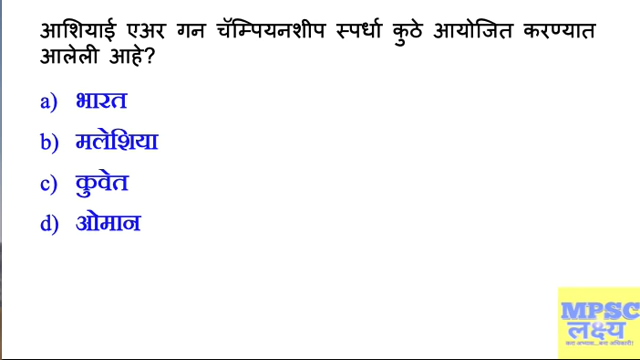 आशियाई एअर गन चॅम्पियनशीप स्पर्धा कुठे आयोजित करण्यात
आलेली आहे?
a) भारत
b) मलेशिया
c) कुवेत
d) ओमान
MPSC
लक्ष्य